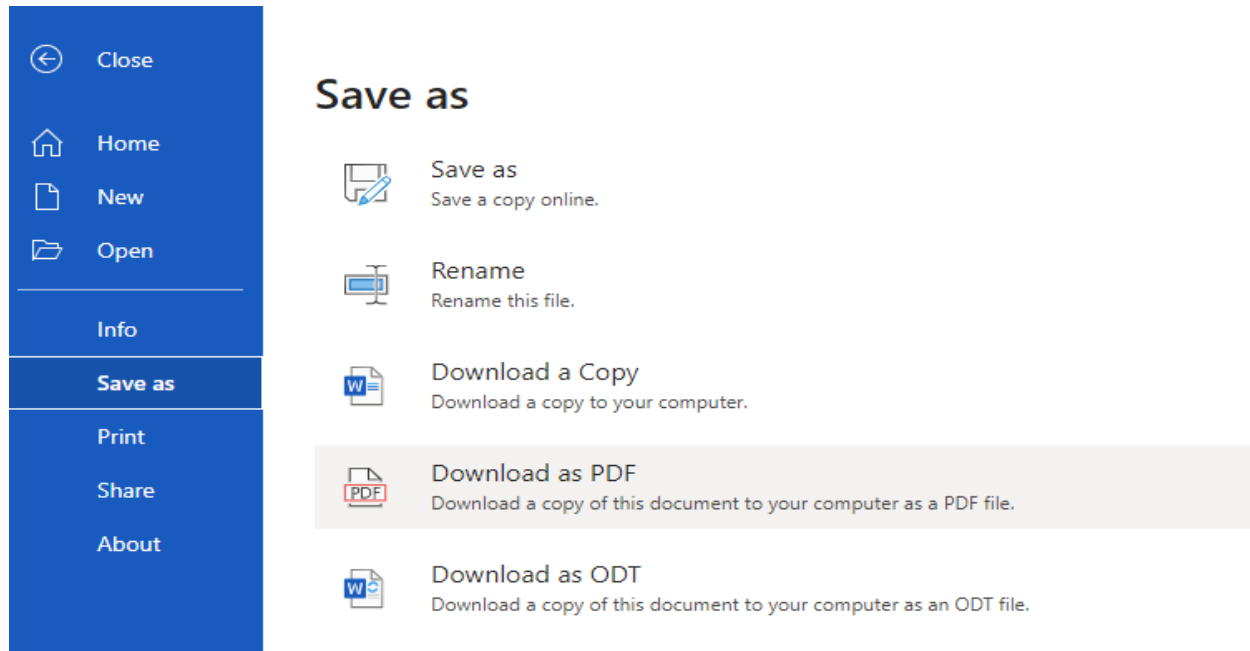 Close
Home
New
Open
Info
Save as
Print
Share
About
Save as
Save as
Save a copy online.
Rename
Rename this file.
W
Download a Copy
Download a copy to your computer.
PDF
Download as PDF
Download a copy of this document to your computer as a PDF file.
W
Download as ODT
Download a copy of this document to your computer as an ODT file.